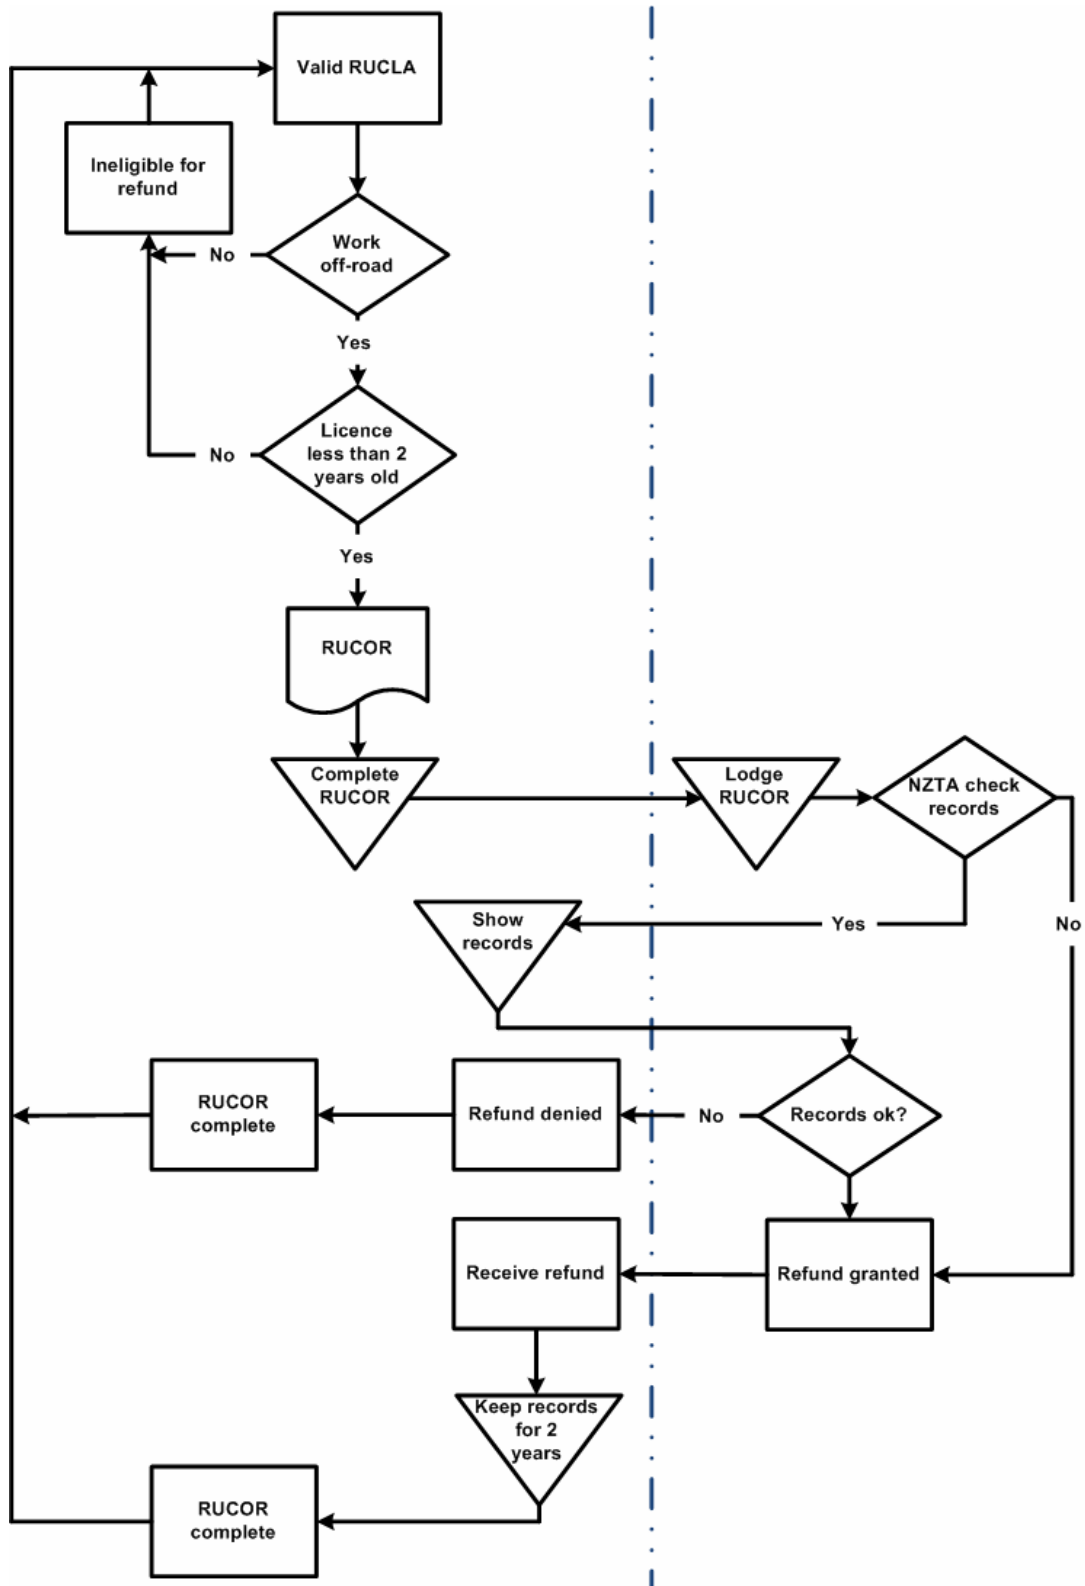 Valid RUCLA
Ineligible for
refund
Work
off-road
No
Yes
Licence
less than 2
years old
No
Yes
RUCOR
Complete
RUCOR
Lodge
RUCOR
NZTA check
records
Show
records
Yes
No
RUCOR
complete
Refund denied
No
Records ok?
Receive refund
Refund granted
Keep records
for 2
years
RUCOR
complete